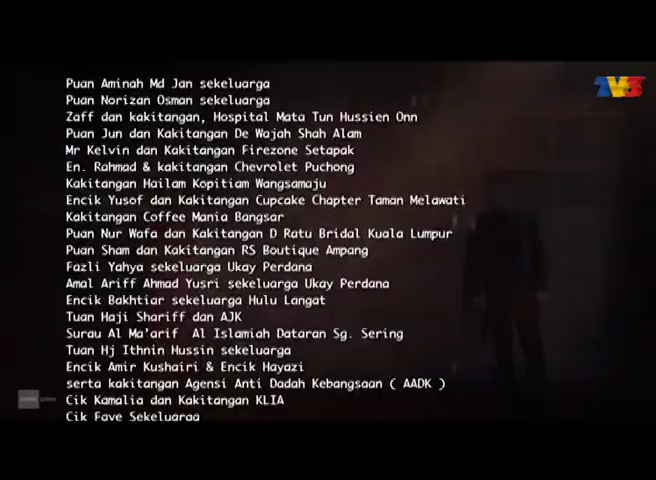 TV3
Puan Aminah Md Jan sekeluarga
Puan Norizan Osman sekeluarga
Zaff dan kakitangan, Hospital Mata Tun Hussien Onn
Puan Jun dan Kakitangan De Wajah Shah Alam
Mr Kelvin dan Kakitangan Firezone Setapak
En. Rahmad & kakitangan Chevrolet Puchong
Kakitangan Hailam Kopitiam Wangsamaju
Encik Yusof dan Kakitangan Cupcake Chapter Taman Melawati
Kakitangan Coffee Mania Bangsar
Puan Nur Wafa dan Kakitangan D Ratu Bridal Kuala Lumpur
Puan Sham dan Kakitangan RS Boutique Ampang
Fazli Yahya sekeluarga Ukay Perdana
Amal Ariff Ahmad Yusri sekeluarga Ukay Perdana
Encik Bakhtiar sekeluarga Hulu Langat
Tuan Haji Shariff dan AJK
Surau Al Ma'arif Al Islamiah Dataran Sg. Sering
Tuan Hj Ithnin Hussin sekeluarga
Encik Amir Kushairi & Encik Hayazi
serta kakitangan Agensi Anti Dadah Kebangsaan ( AADK )
Cik Kamalia dan Kakitangan KLIA
Cik Faye Sekeluarga